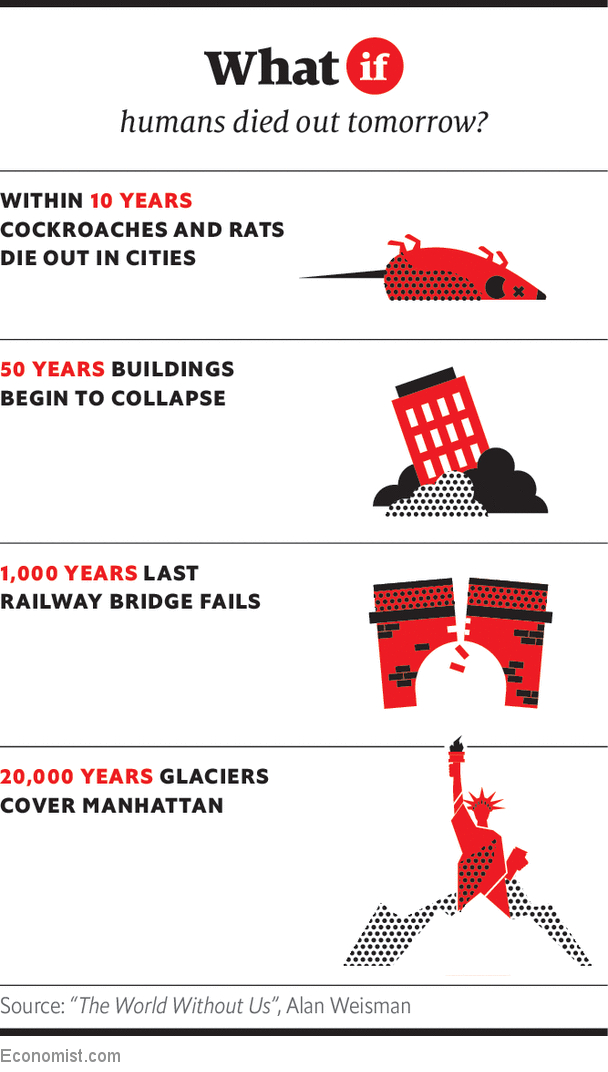 What if
humans died out tomorrow?
WITHIN 10 YEARS
COCKROACHES AND RATS
DIE OUT IN CITIES
50 YEARS BUILDINGS
BEGIN TO COLLAPSE
1,000 YEARS LAST
RAILWAY BRIDGE FAILS
20,000 YEARS GLACIERS
COVER MANHATTAN
Source: “The World Without Us”, Alan Weisman
Economist.com